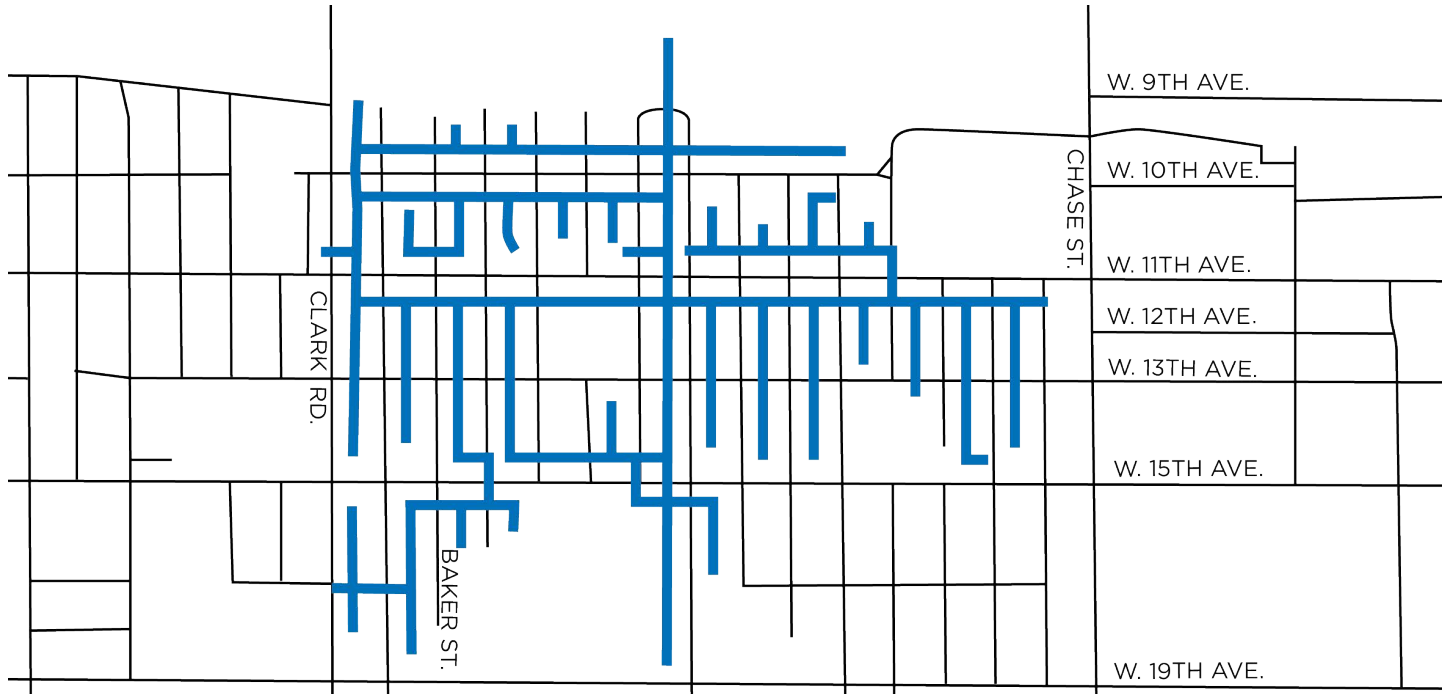 W. 9TH AVE.
CHASE ST.
W. 10TH AVE.
W. 11TH AVE.
CLARK RD.
W. 12TH AVE.
W. 13TH AVE.
W. 15TH AVE.
BAKER ST.
W. 19TH AVE.